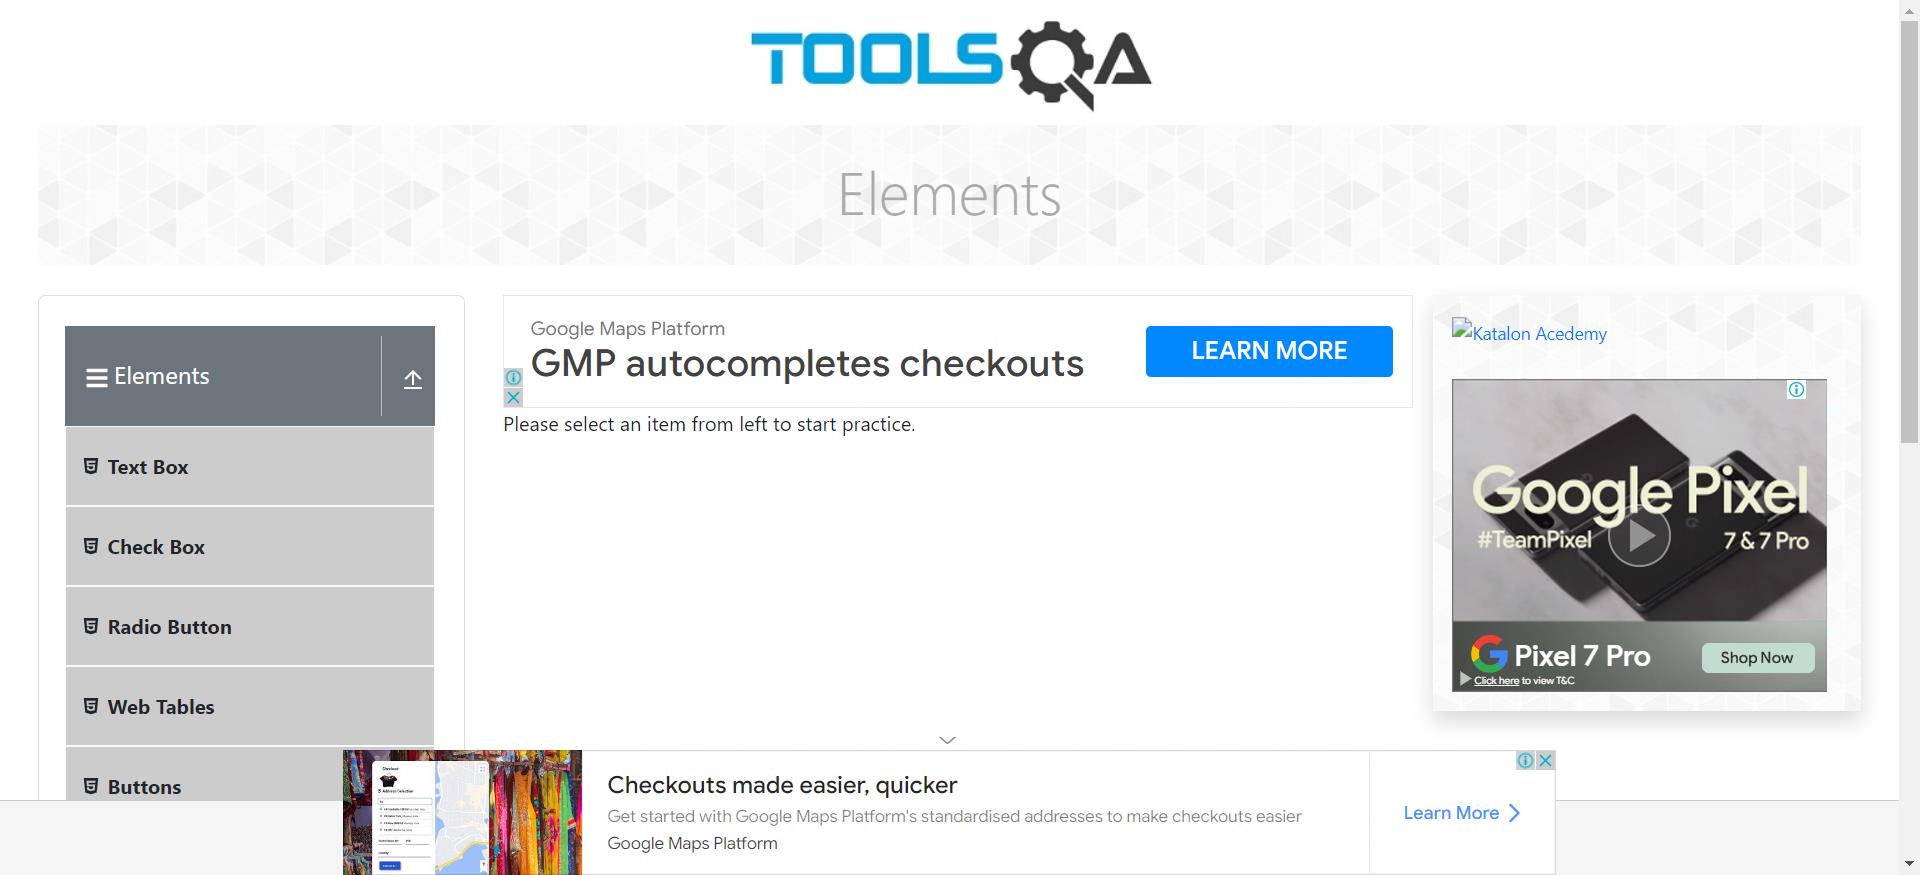 TOOLSQA
Elements
Elements
Text Box
Check Box
Radio Button
Web Tables
Buttons
Google Maps Platform
GMP autocompletes checkouts
LEARN MORE
Please select an item from left to start practice.
Katalon Acedemy
Google Pixel
#TeamPixel
7 & 7 Pro
Pixel 7 Pro
Shop Now
Click here to view T&C
Checkout
Address Selection
Checkouts made easier, quicker
Get started with Google Maps Platform's standardised addresses to make checkouts easier
Google Maps Platform
Learn More